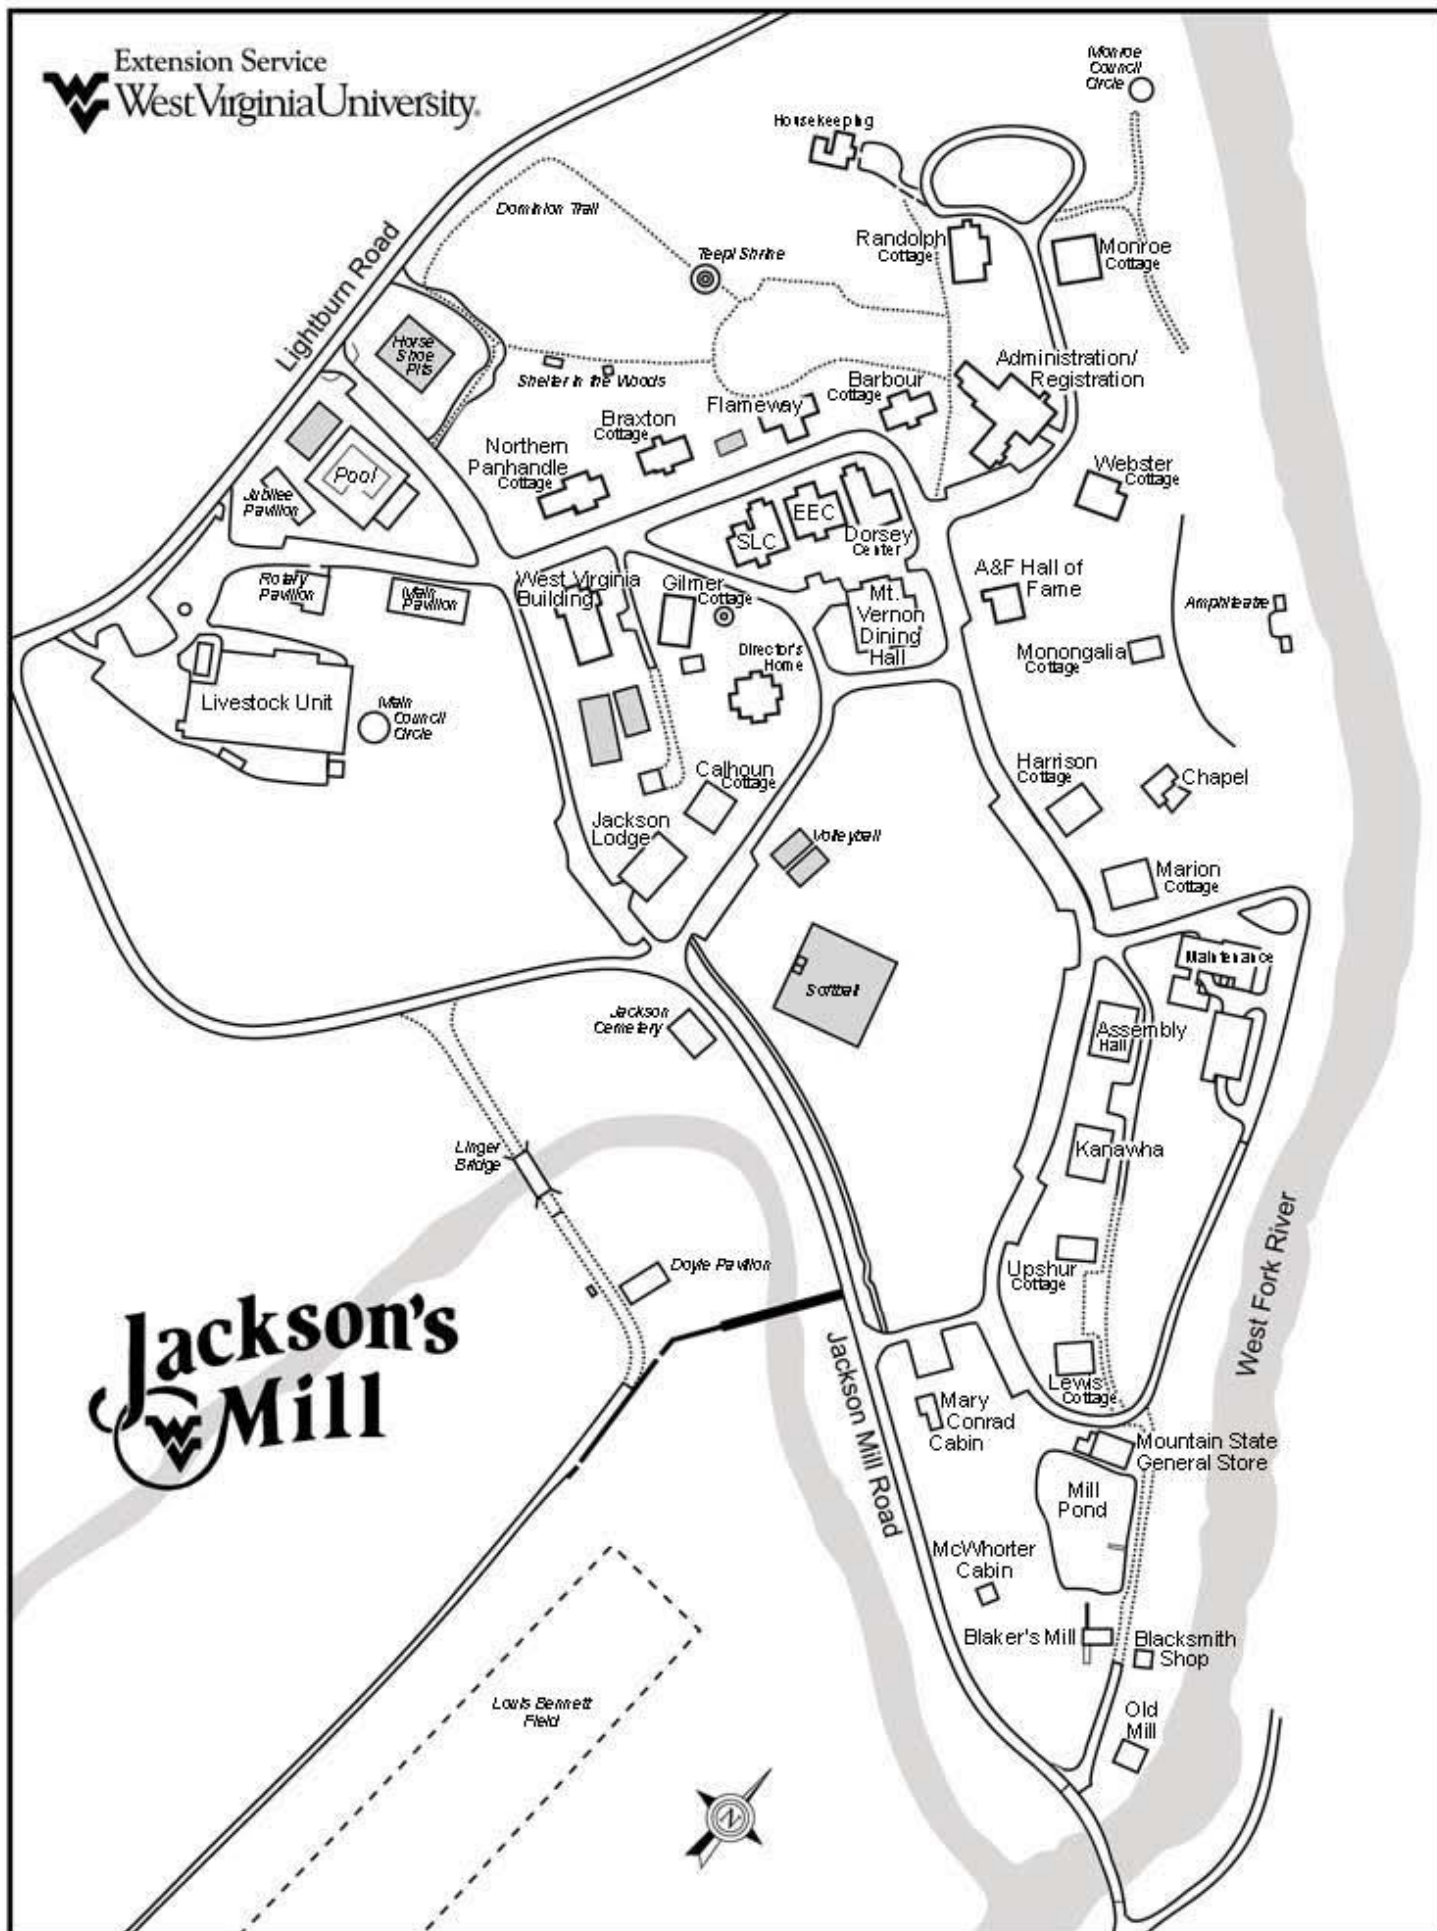 Extension Service
WestVirginiaUniversity.
Monroe
Council
Circle
Housekeeping
Dominion Trail
Lightburn Road
Teepi Shrine
Randolph
Cottage
Monroe
Cottage
Horse
Shoe
Pits
Shelter in the Woods
Administration/
Registration
Barbour
Cottage
Flameway
Braxton
Cottage
Northern
Panhandle
Cottage
Pool
Jubilee
Pavilion
Webster
Cottage
EEC
SLC
Dorsey
Center
A&F Hall of
Fame
Rotary
Pavilion
Main
Pavilion
West Virginia
Building
Gilmer
Cottage
Mt.
Vernon
Dining
Hall
Amphiteatre
Director's
Home
Monongalia
Cottage
Livestock Unit
Main
Council
Circle
Calhoun
Cottage
Harrison
Cottage
Chapel
Jackson
Lodge
Volleyball
Marion
Cottage
Maintenance
Softball
Jackson
Cemetery
Assembly
Hall
Linger
Bridge
Kanawha
West Fork River
Doyle Pavilion
Upshur
Cottage
Jackson's
Mill
Jackson Mill Road
Lewis
Cottage
Mary
Conrad
Cabin
Mountain State
General Store
Mill
Pond
McWhorter
Cabin
Blaker's Mill
Blacksmith
Shop
Louis Bennett
Field
Old
Mill
N